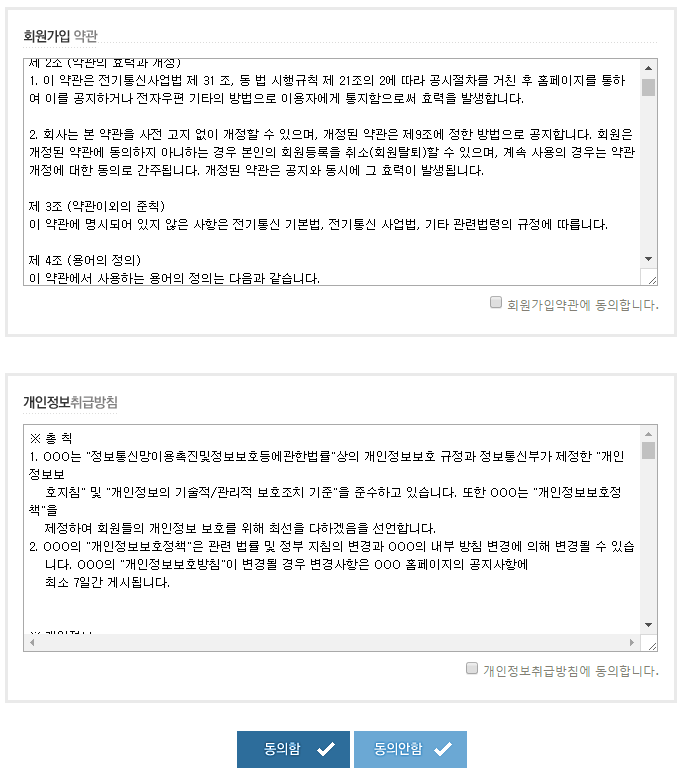 회원가입 약관
제 2조 (약관의 효력과 개정)
1. 이 약관은 전기통신사업법 제 31 조, 동 법 시행규칙 제 21조의 2에 따라 공시절차를 거친 후 홈페이지를 통하
여 이를 공지하거나 전자우편 기타의 방법으로 이용자에게 통지함으로써 효력을 발생합니다.
2. 회사는 본 약관을 사전 고지 없이 개정할 수 있으며, 개정된 약관은 제9조에 정한 방법으로 공지합니다. 회원은
개정된 약관에 동의하지 아니하는 경우 본인의 회원등록을 취소(회원탈퇴)할 수 있으며, 계속 사용의 경우는 약관
개정에 대한 동의로 간주됩니다. 개정된 약관은 공지와 동시에 그 효력이 발생됩니다.
제 3조 (약관이외의 준칙)
이 약관에 명시되어 있지 않은 사항은 전기통신 기본법, 전기통신 사업법, 기타 관련법령의 규정에 따릅니다.
제 4조 (용어의 정의)
이 약관에서 사용하는 용어의 정의는 다음과 같습니다.
회원가입약관에 동의합니다.
개인정보취급방침
※ 총 칙
1. OOO는 "정보통신망이용촉진및정보보호등에관한법률"상의 개인정보보호 규정과 정보통신부가 제정한 "개인
정보보
호지침" 및 "개인정보의 기술적/관리적 보호조치 기준"을 준수하고 있습니다. 또한 OOO는 "개인정보보호정
책"을
제정하여 회원들의 개인정보 보호를 위해 최선을 다하겠음을 선언합니다.
2. OOO의 "개인정보보호정책"은 관련 법률 및 정부 지침의 변경과 OOO의 내부 방침 변경에 의해 변경될 수 있습
니다. OOO의 "개인정보보호방침"이 변경될 경우 변경사항은 OOO 홈페이지의 공지사항에
최소 7일간 게시됩니다.
개인정보취급방침에 동의합니다.
동의함 동의안함